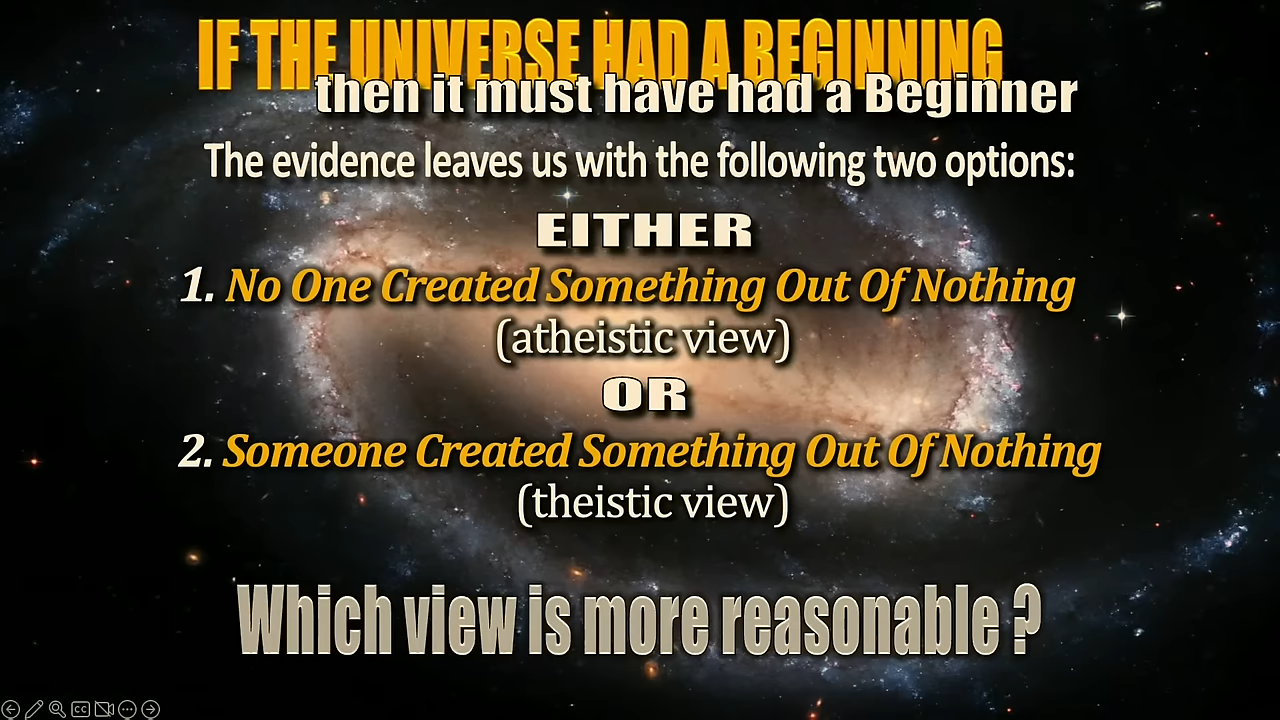 IF THE UNIVERSE HAD A BEGINNING
then it must have had a Beginner
The evidence leaves us with the following two options:
EITHER
1. No One Created Something Out Of Nothing
(atheistic view)
OR
2. Someone Created Something Out Of Nothing
(theistic view)
Which view is more reasonable ?
CC